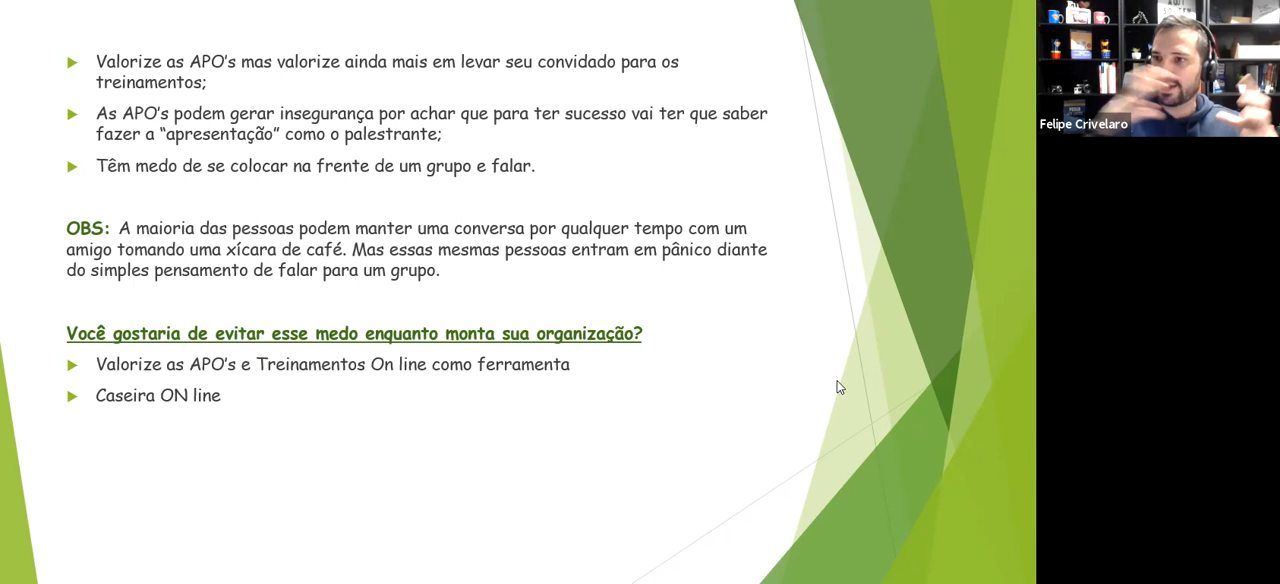 Valorize as APO's mas valorize ainda mais em levar seu convidado para os
treinamentos;
As APO's podem gerar insegurança por achar que para ter sucesso vai ter que saber
fazer a “apresentação” como o palestrante;
Têm medo de se colocar na frente de um grupo e falar.
OBS: A maioria das pessoas podem manter uma conversa por qualquer tempo com um
amigo tomando uma xícara de café. Mas essas mesmas pessoas entram em pânico diante
do simples pensamento de falar para um grupo.
Você gostaria de evitar esse medo enquanto monta sua organização?
Valorize as APO's e Treinamentos On line como ferramenta
Caseira ON line
Felipe Crivelaro